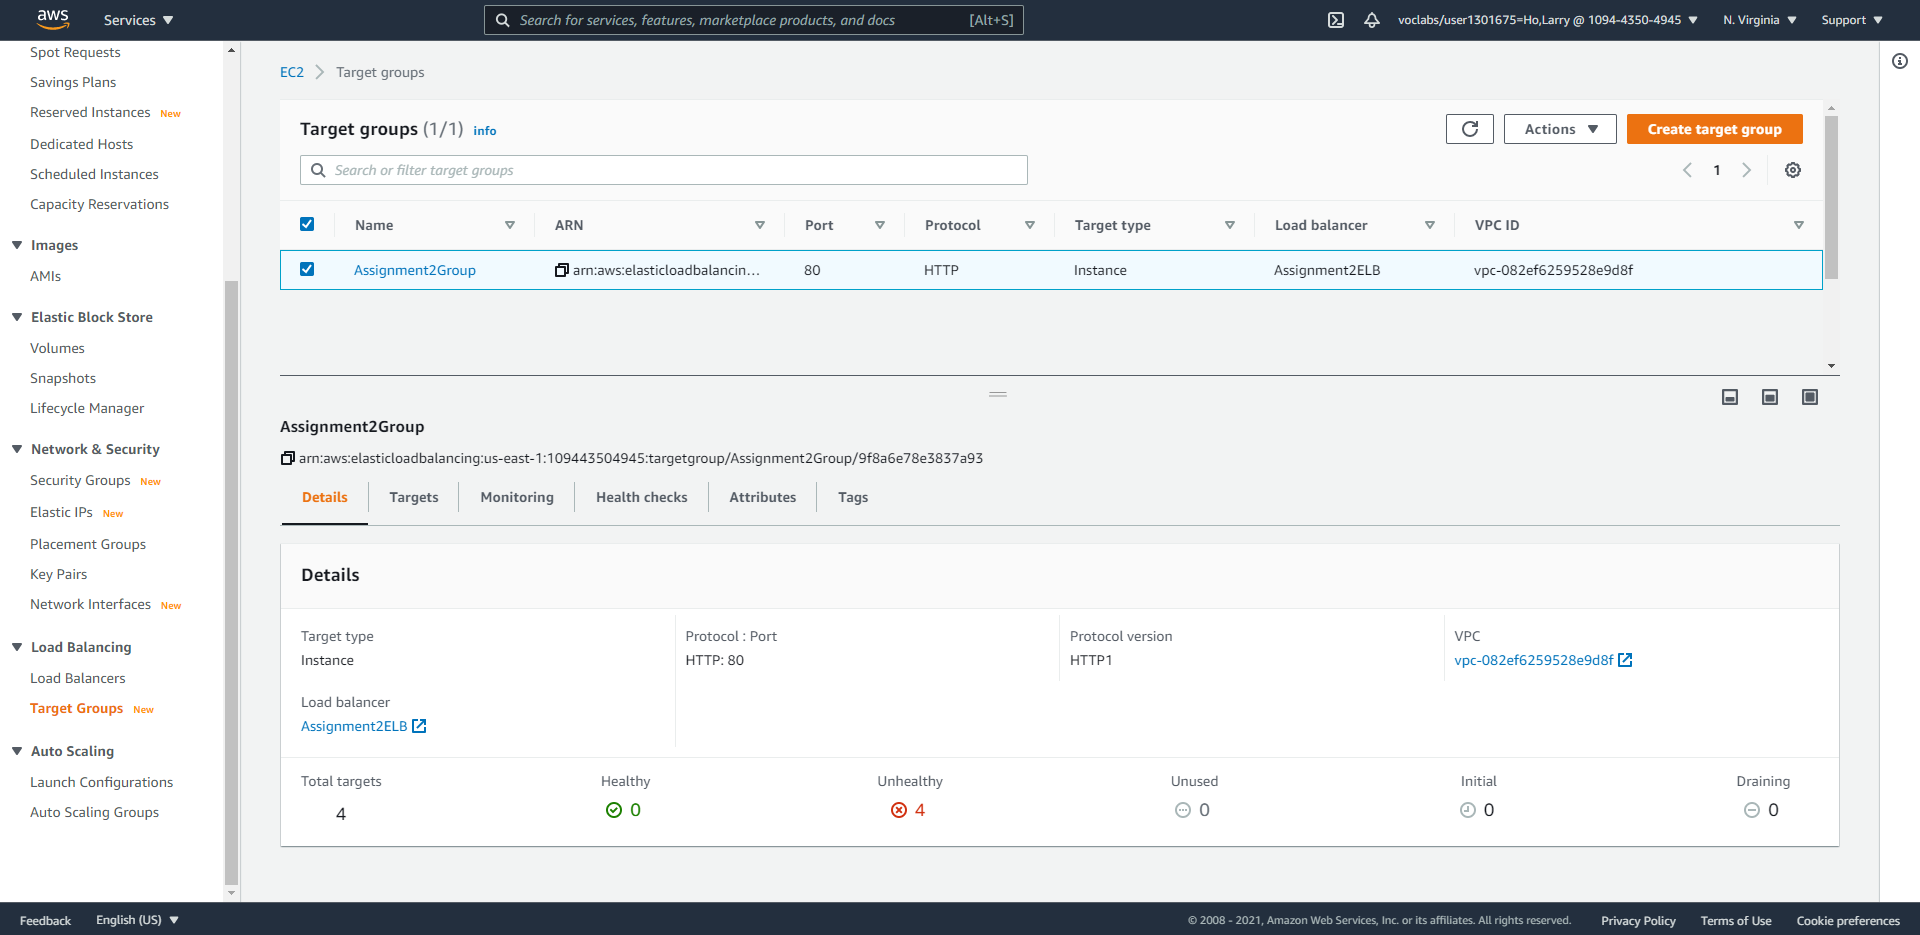 aws
Services
Search for services, features, marketplace products, and docs [Alt+S]
voclabs/user1301675=Ho,Larry @ 1094-4350-4945
N. Virginia
Support
Spot Requests
Savings Plans
Reserved Instances New
Dedicated Hosts
Scheduled Instances
Capacity Reservations
Images
AMIs
Elastic Block Store
Volumes
Snapshots
Lifecycle Manager
Network & Security
Security Groups New
Elastic IPs New
Placement Groups
Key Pairs
Network Interfaces New
Load Balancing
Load Balancers
Target Groups New
Auto Scaling
Launch Configurations
Auto Scaling Groups
EC2 Target groups
Target groups (1/1) info
Actions
Create target group
Search or filter target groups
1
Name ARN Port Protocol Target type Load balancer VPC ID
Assignment2Group arn:aws:elasticloadbalancin... 80 HTTP Instance Assignment2ELB vpc-082ef6259528e9d8f
Assignment2Group
arn:aws:elasticloadbalancing:us-east-1:109443504945:targetgroup/Assignment2Group/9f8a6e78e3837a93
Details Targets Monitoring Health checks Attributes Tags
Details
Target type Protocol : Port Protocol version VPC
Instance HTTP: 80 HTTP1 vpc-082ef6259528e9d8f
Load balancer
Assignment2ELB
Total targets Healthy Unhealthy Unused Initial Draining
4 0 4 0 0 0
Feedback English (US) © 2008 - 2021, Amazon Web Services, Inc. or its affiliates. All rights reserved. Privacy Policy Terms of Use Cookie preferences